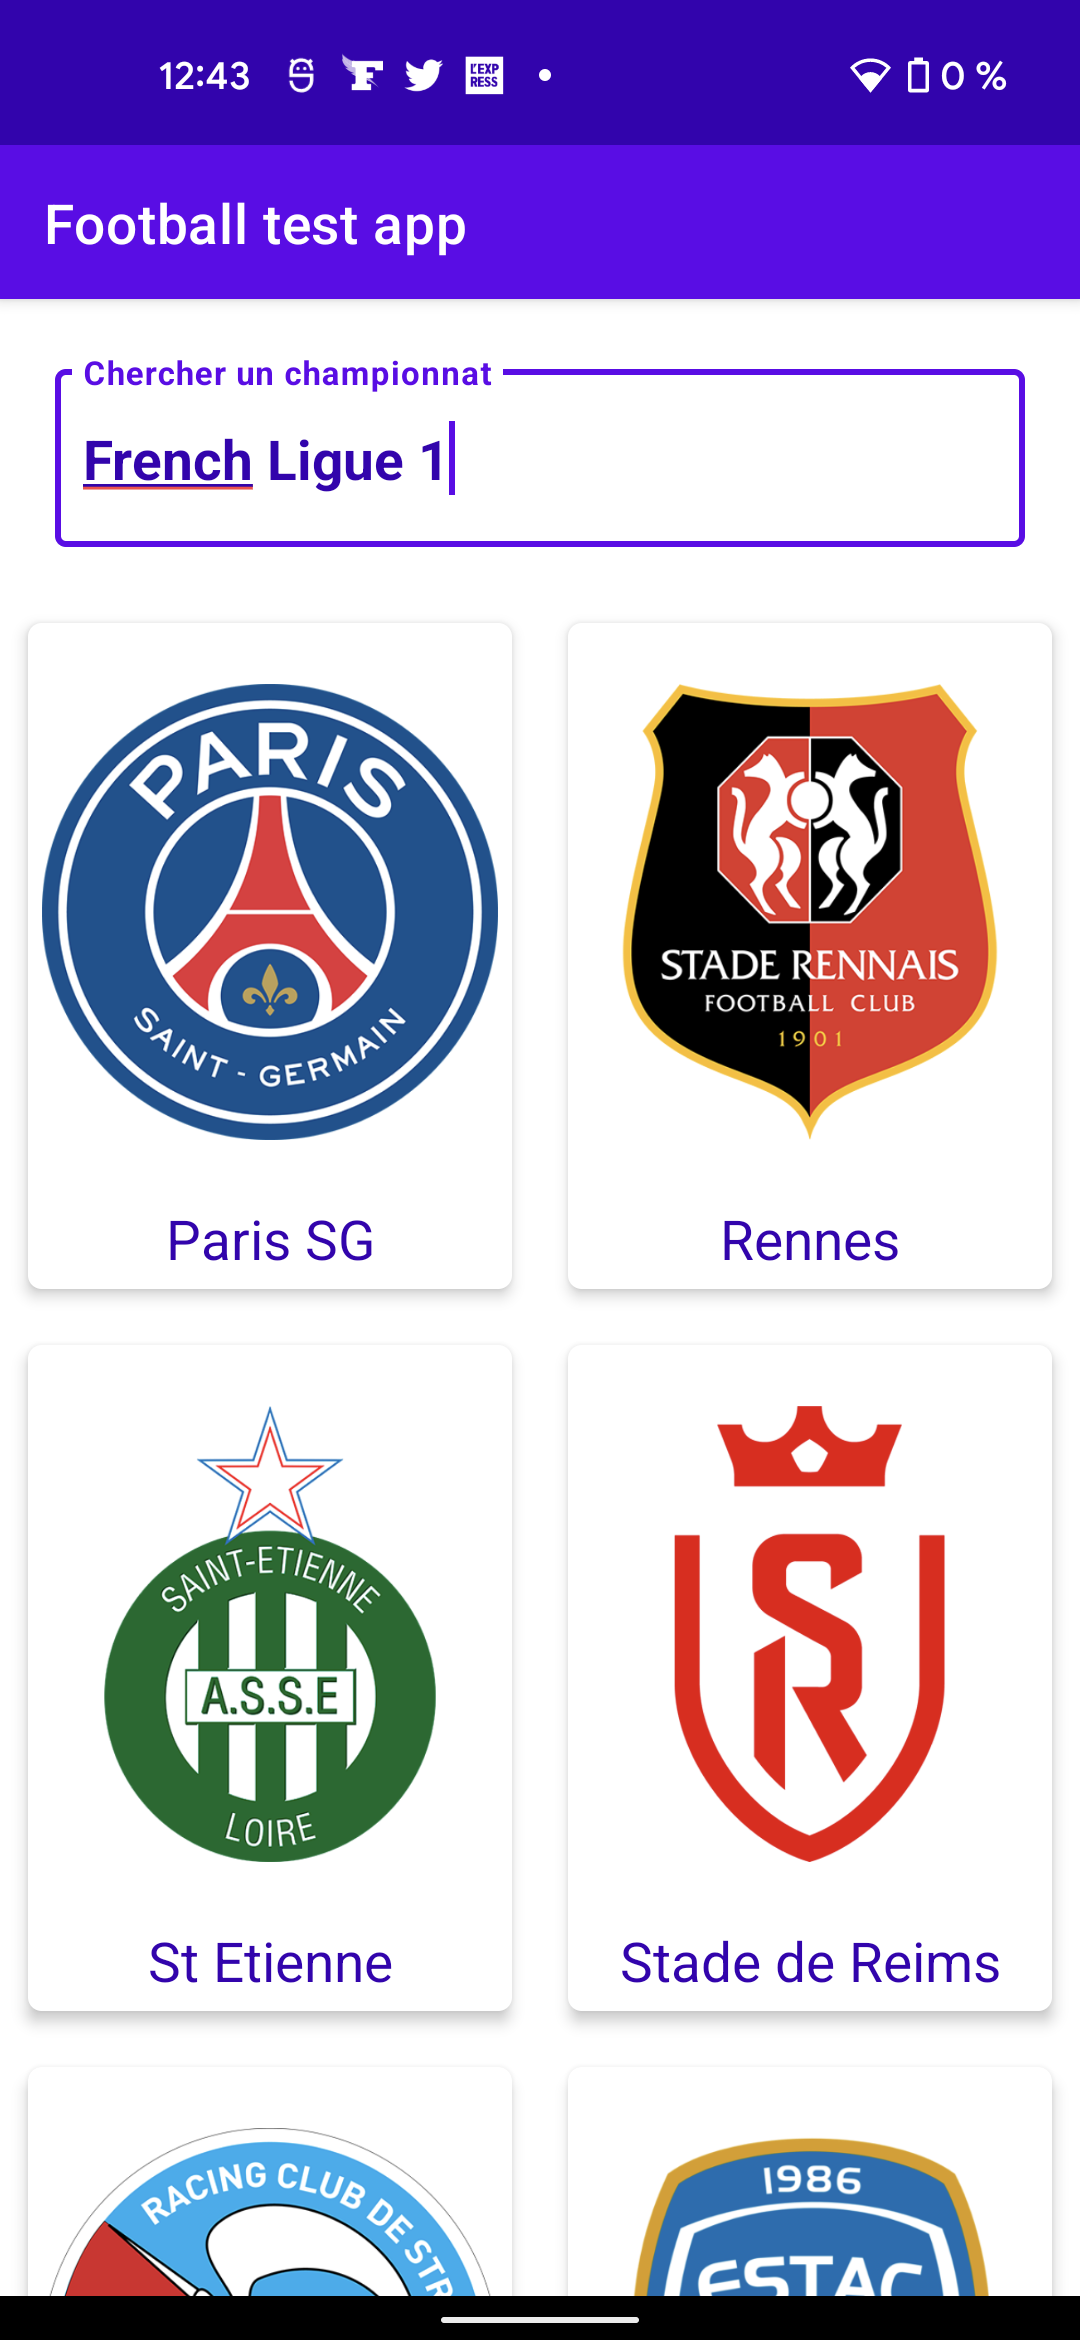 12:43
L'EXP
RESS
0 %
Football test app
Chercher un championnat
French Ligue 1
PARIS
SAINT - GERMAIN
STADE RENNAIS
FOOTBALL CLUB
1901
Paris SG
Rennes
SAINT-ETIENNE
A.S.S.E
LOIRE
SR
St Etienne
Stade de Reims
RACING CLUB DE STR
1986
ESTAC